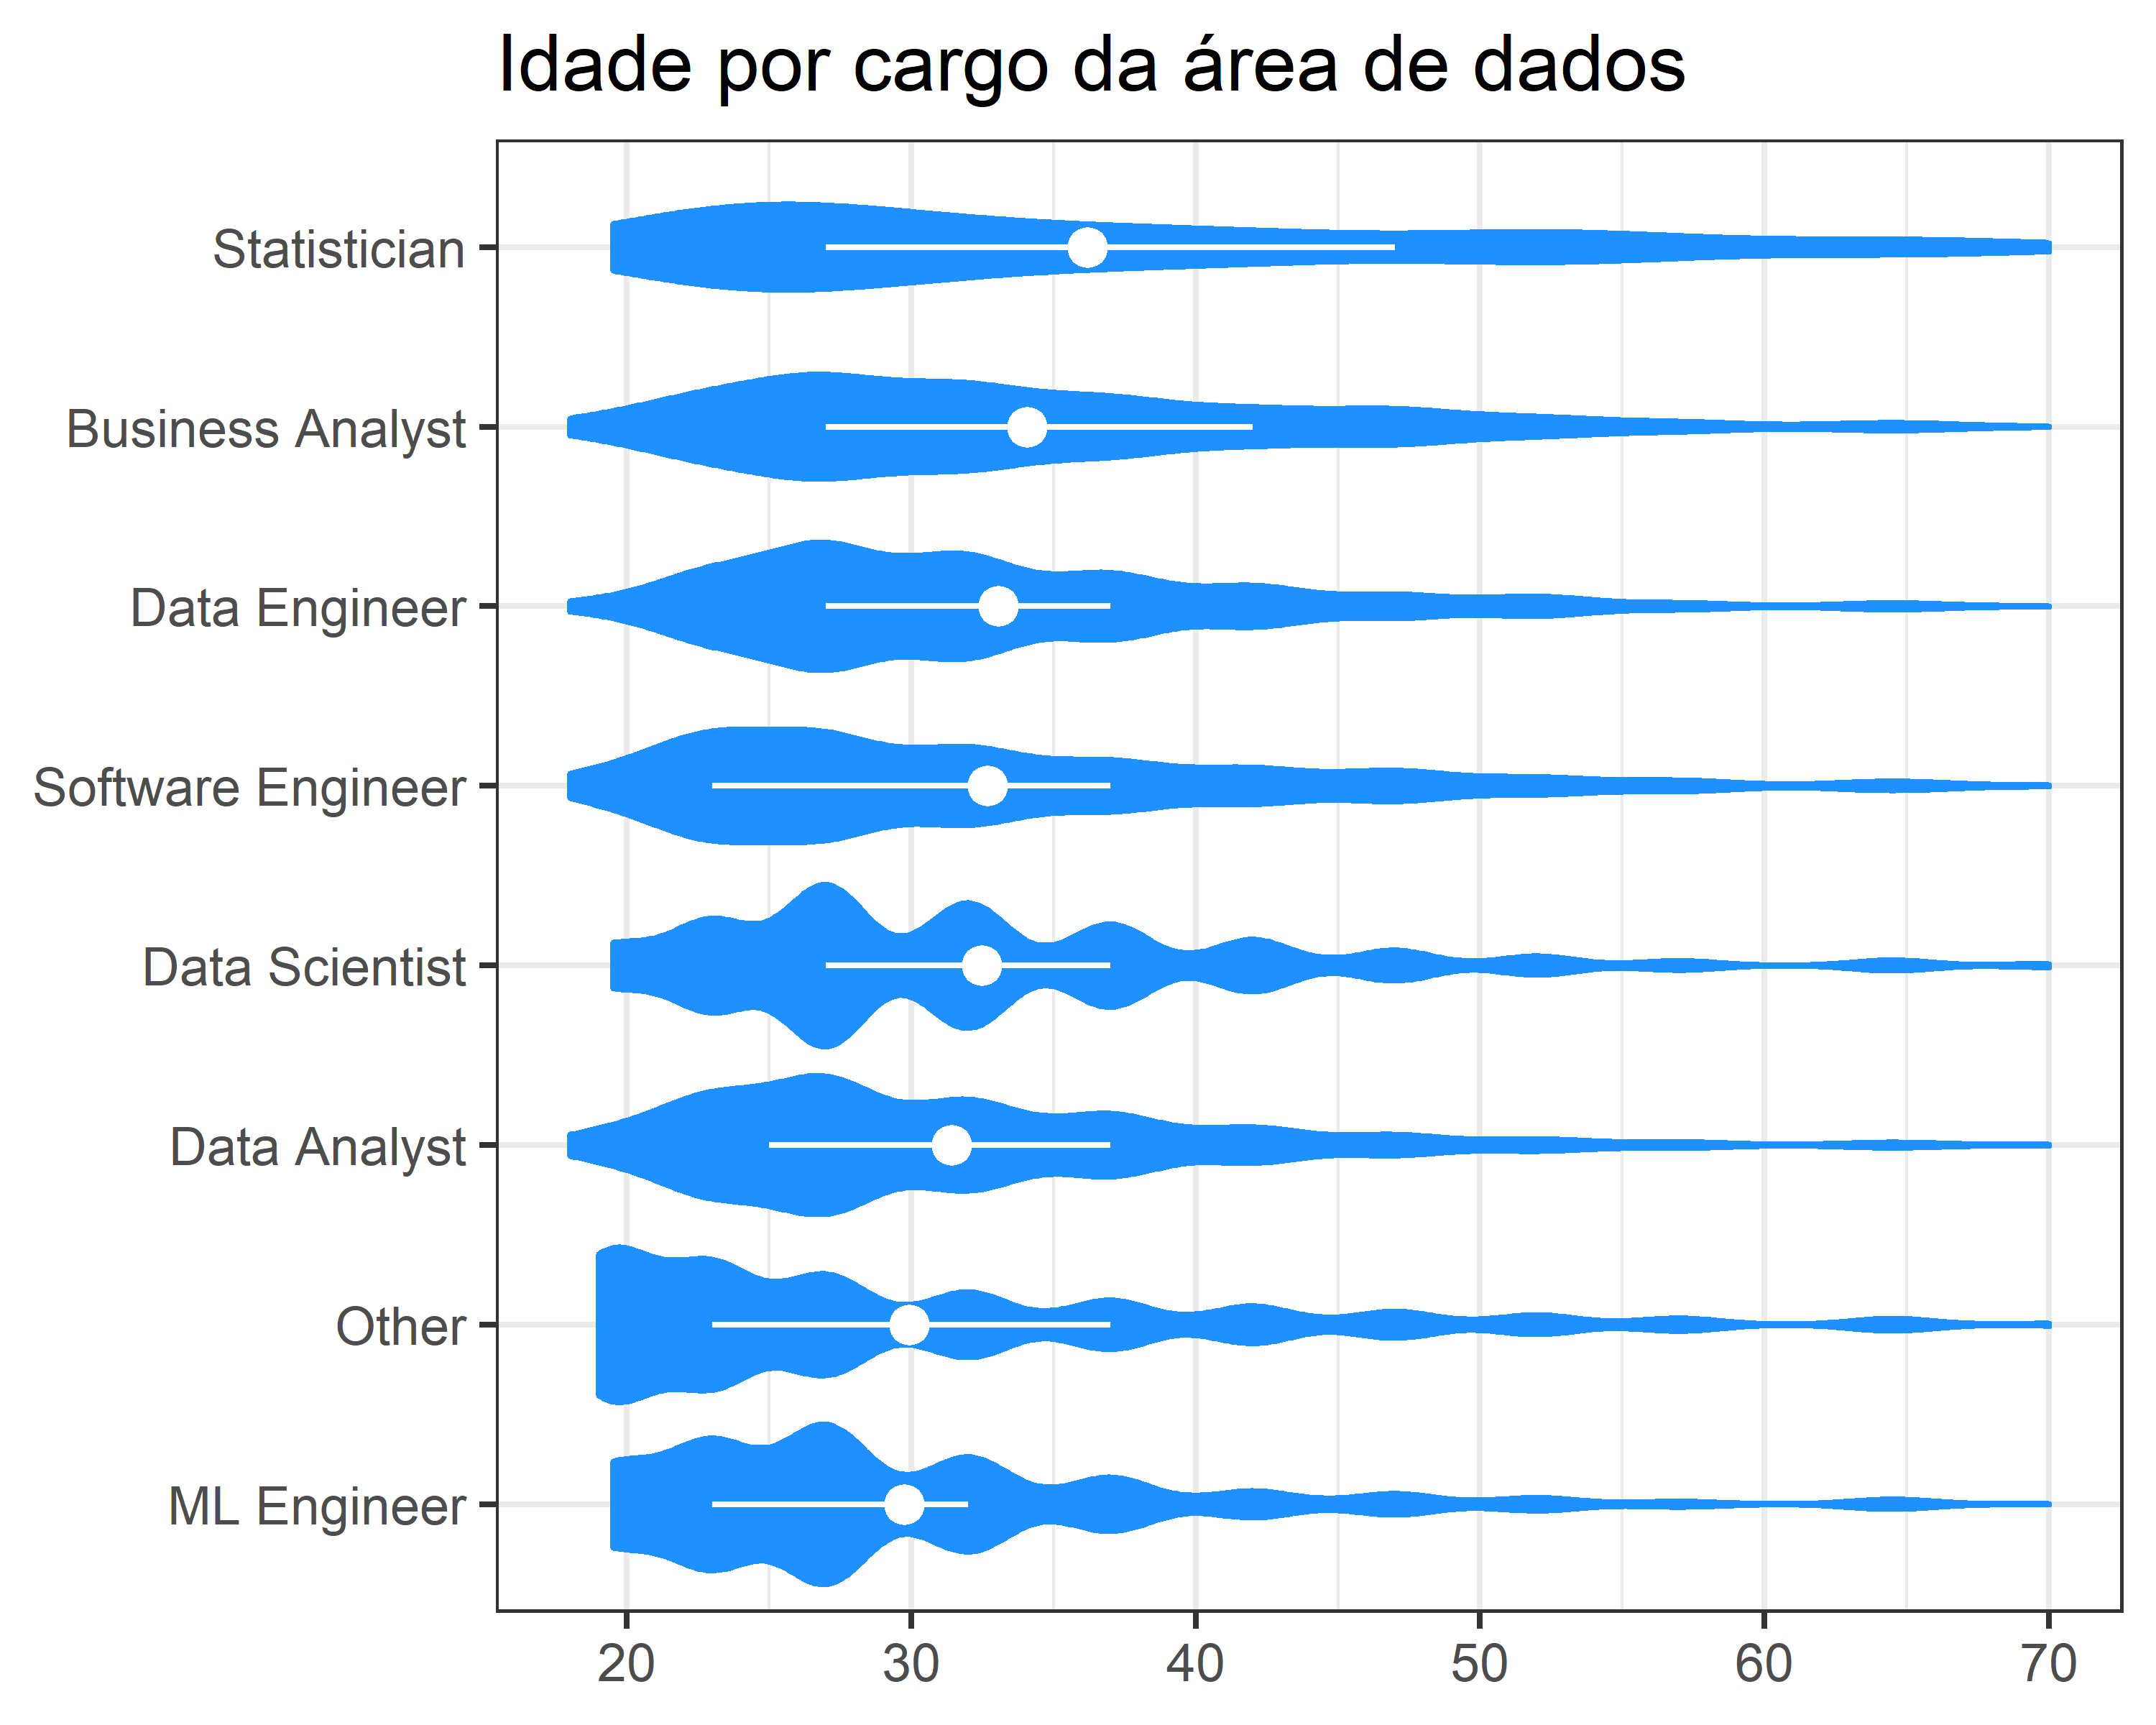 Idade por cargo da área de dados
Statistician
Business Analyst
Data Engineer
Software Engineer
Data Scientist
Data Analyst
Other
ML Engineer
20 30 40 50 60 70